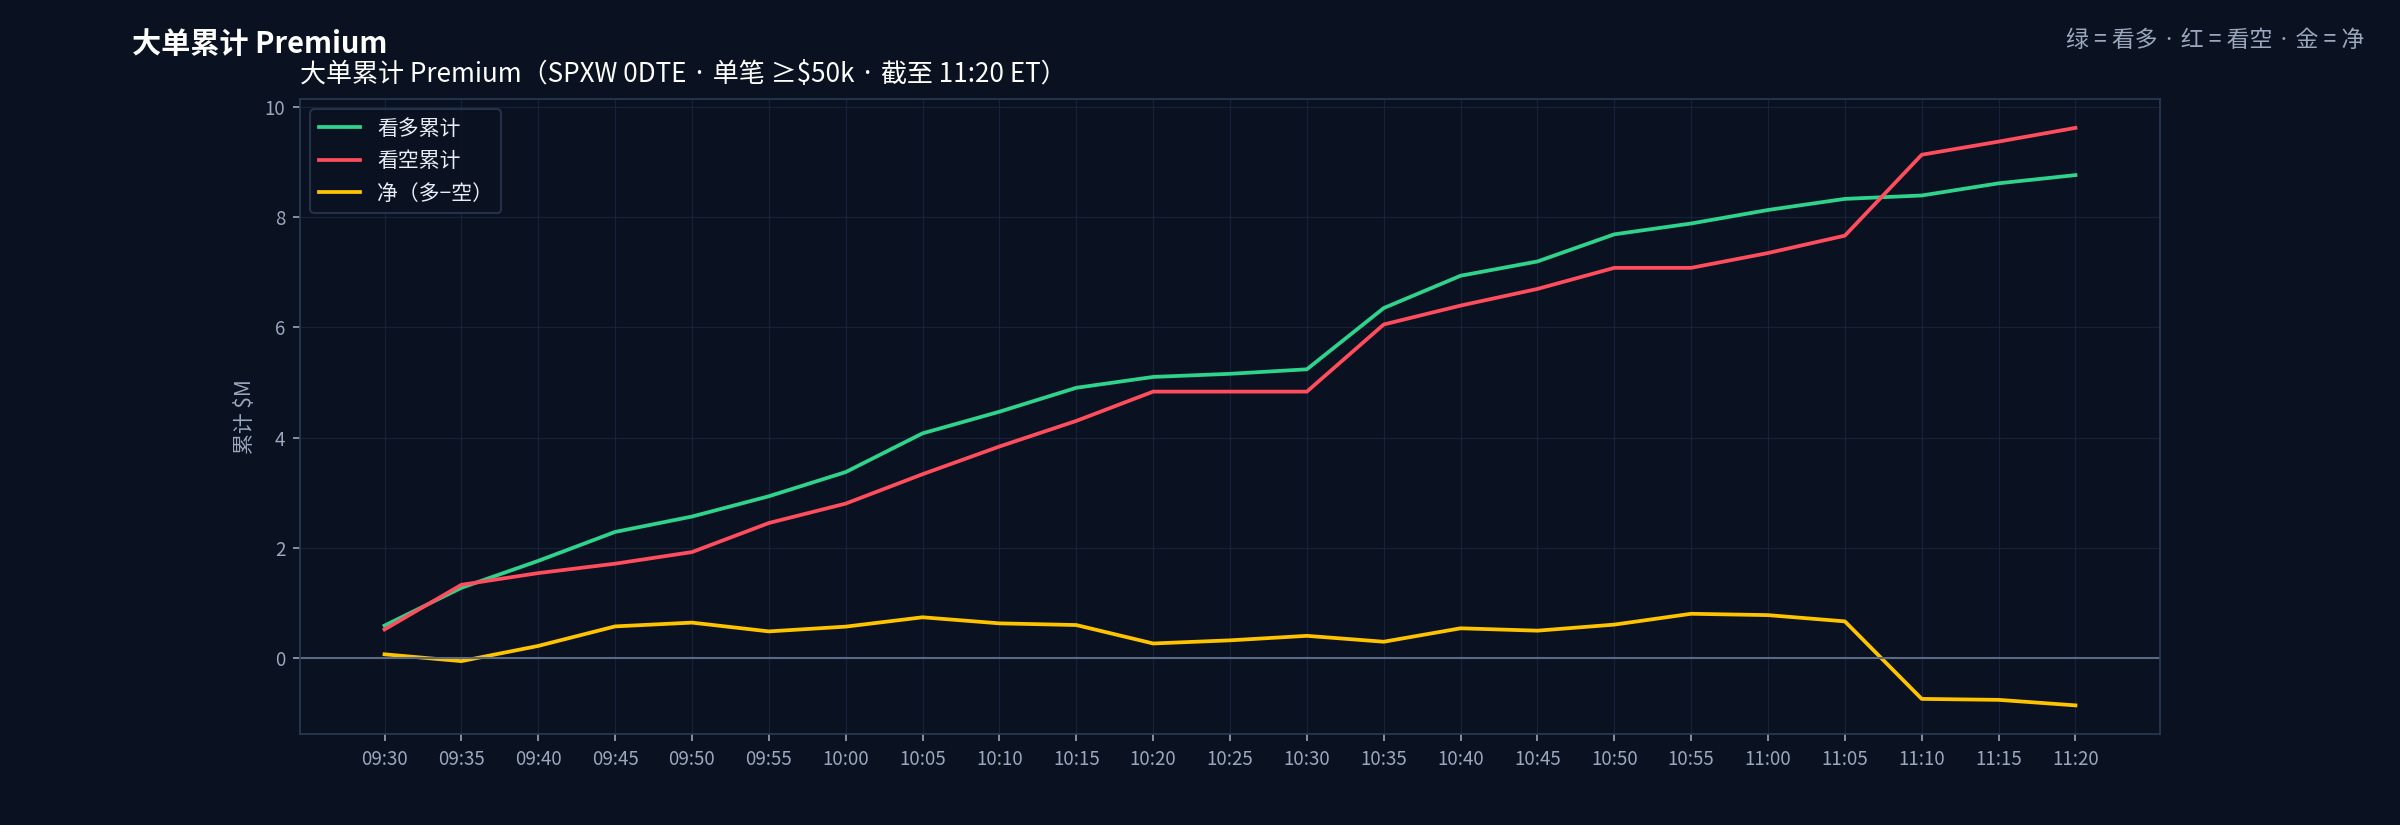 大单累计 Premium
绿 = 看多 · 红 = 看空 · 金 = 净
大单累计 Premium（SPXW 0DTE · 单笔 ≥$50k · 截至 11:20 ET）
看多累计
看空累计
净（多−空）
累计 $M
10
8
6
4
2
0
09:30 09:35 09:40 09:45 09:50 09:55 10:00 10:05 10:10 10:15 10:20 10:25 10:30 10:35 10:40 10:45 10:50 10:55 11:00 11:05 11:10 11:15 11:20